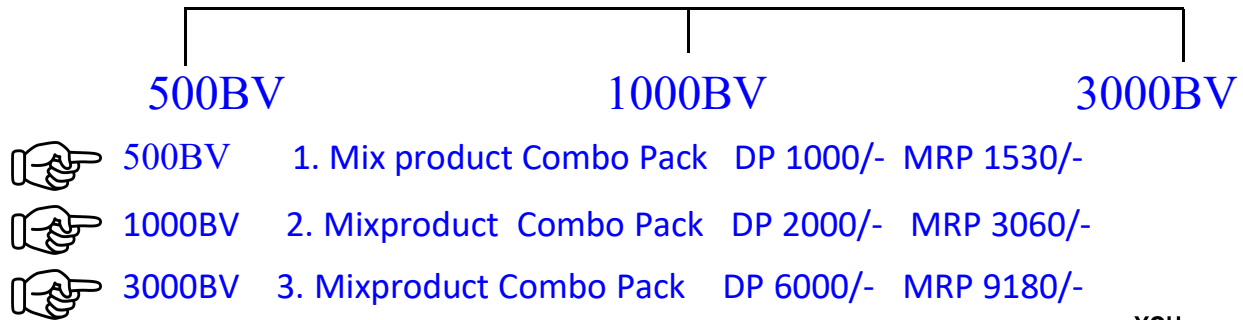 500BV 1000BV 3000BV
500BV 1. Mix product Combo Pack DP 1000/- MRP 1530/-
1000BV 2. Mixproduct Combo Pack DP 2000/- MRP 3060/-
3000BV 3. Mixproduct Combo Pack DP 6000/- MRP 9180/-